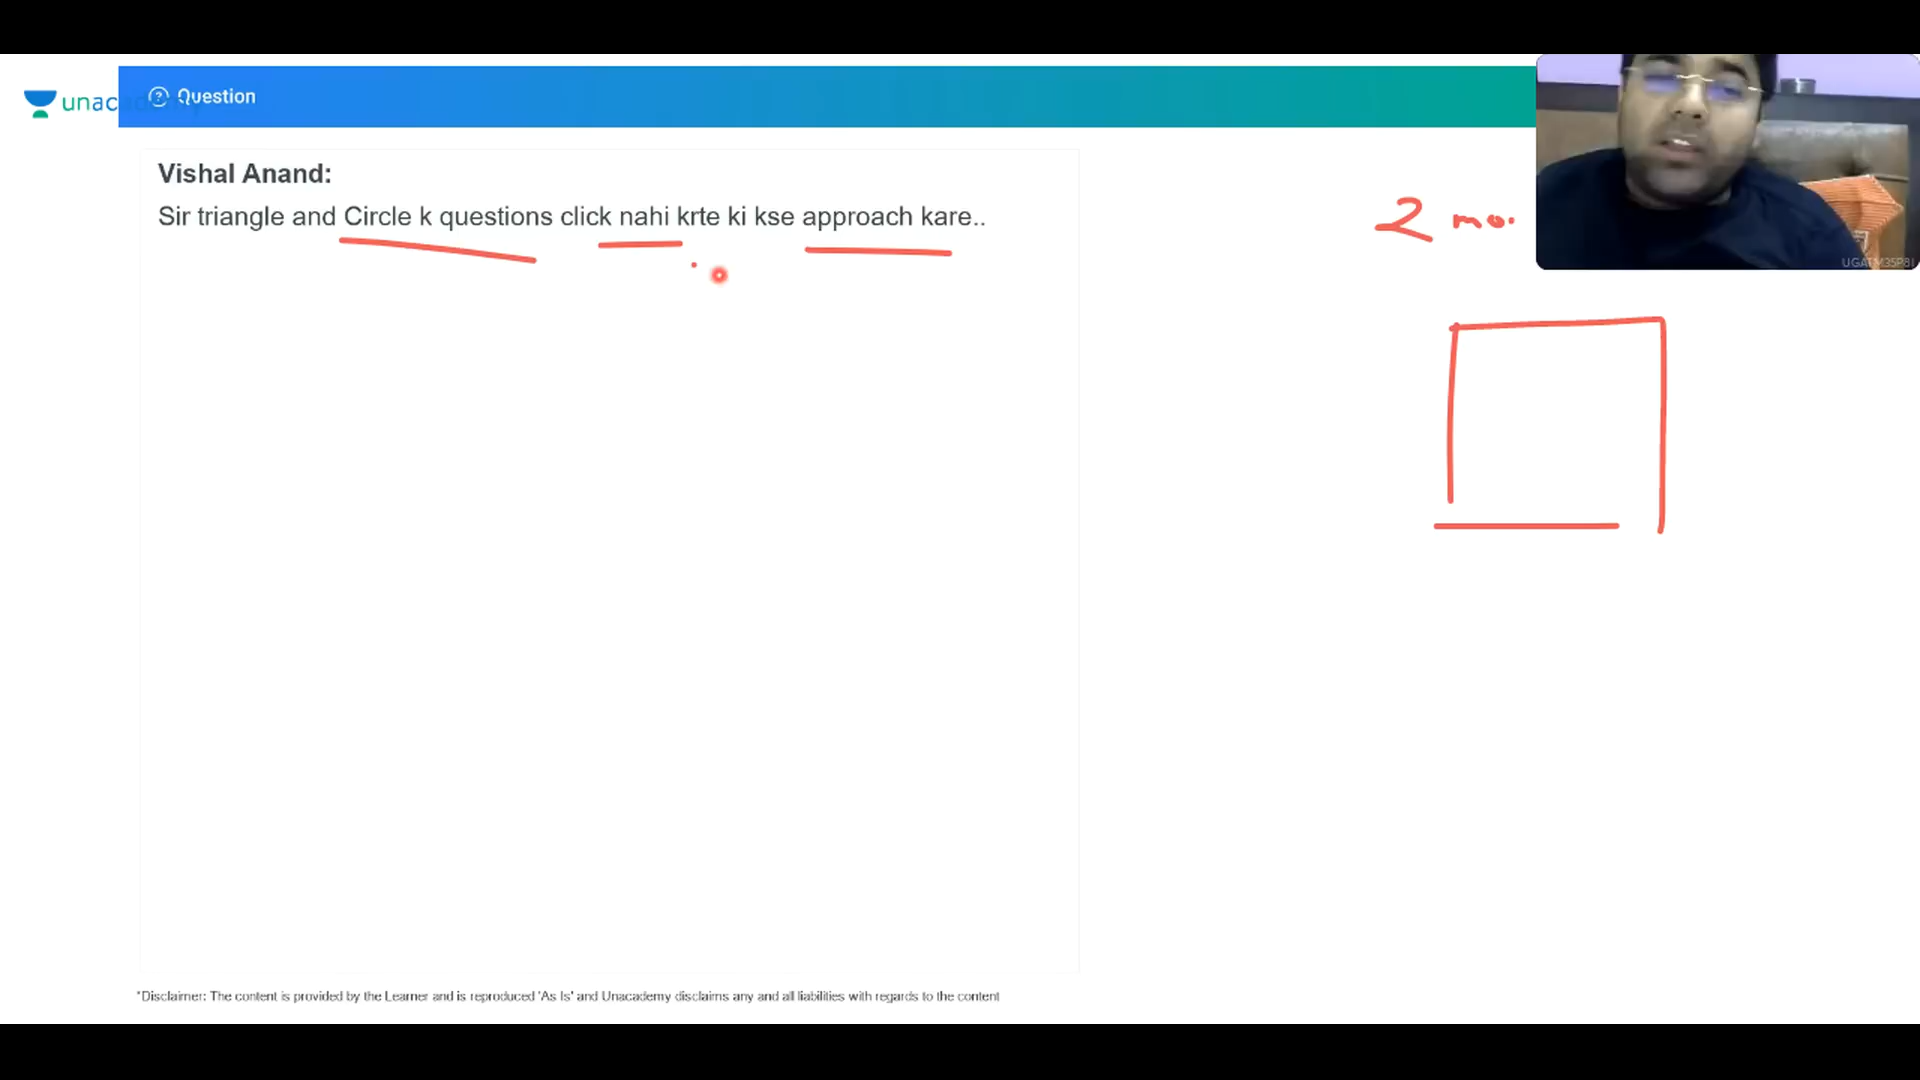 unacademy
Question
Vishal Anand:
Sir triangle and Circle k questions click nahi krte ki kse approach kare..
2 mo.
*Disclaimer: The content is provided by the Learner and is reproduced 'As Is' and Unacademy disclaims any and all liabilities with regards to the content